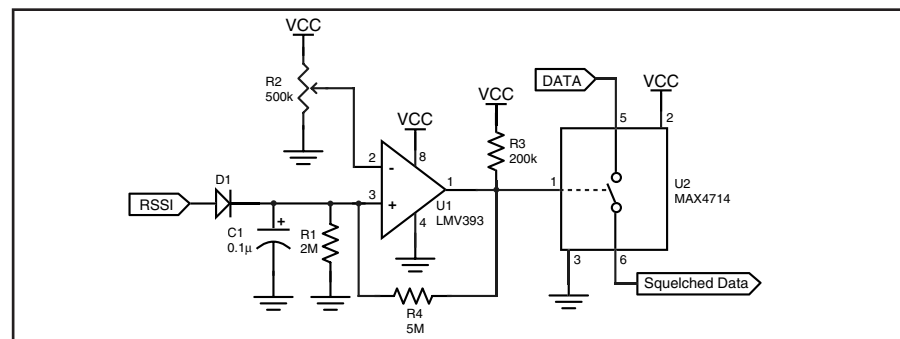 VCC
R2
500k
VCC
2
-
8
3
+
1
4
U1
LMV393
VCC
R3
200k
DATA
VCC
5
2
1
U2
MAX4714
3
6
RSSI
D1
+
C1
0.1µ
R1
2M
R4
5M
Squelched Data